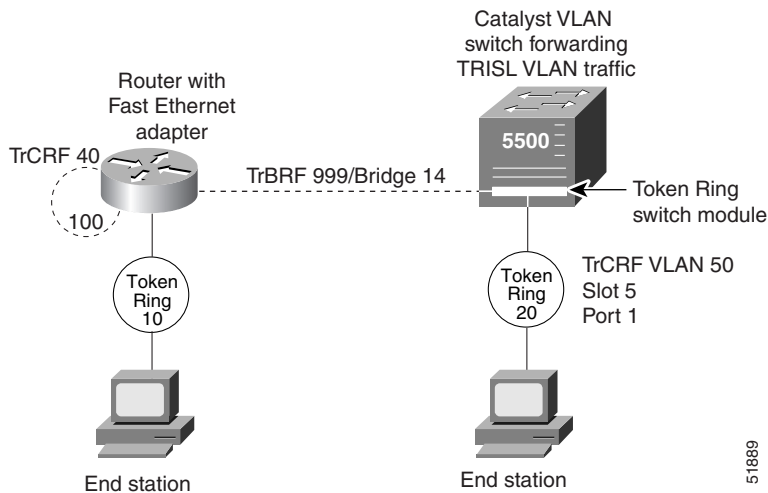 Catalyst VLAN
switch forwarding
TRISL VLAN traffic
Router with
Fast Ethernet
adapter
5500
TrCRF 40
TrBRF 999/Bridge 14
Token Ring
switch module
100
Token
Ring
10
Token
Ring
20
TrCRF VLAN 50
Slot 5
Port 1
End station
End station
51889